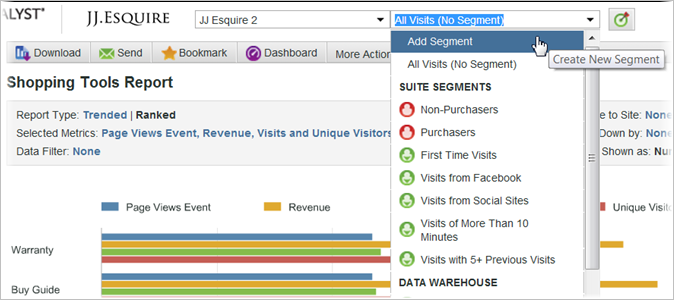 ALYST' JJ.ESQUIRE JJ Esquire 2 All Visits (No Segment)
Download Send Bookmark Dashboard More Action
Add Segment
Create New Segment
All Visits (No Segment)
SUITE SEGMENTS
Non-Purchasers
Purchasers
First Time Visits
Visits from Facebook
Visits from Social Sites
Visits of More Than 10
Minutes
Visits with 5+ Previous Visits
DATA WAREHOUSE
Shopping Tools Report
Report Type: Trended | Ranked
Selected Metrics: Page Views Event, Revenue, Visits and Unique Visitors
Data Filter: None
e to Site: None
Down by: None
Shown as: Num
Page Views Event Revenue Unique Visito
Warranty
Buy Guide